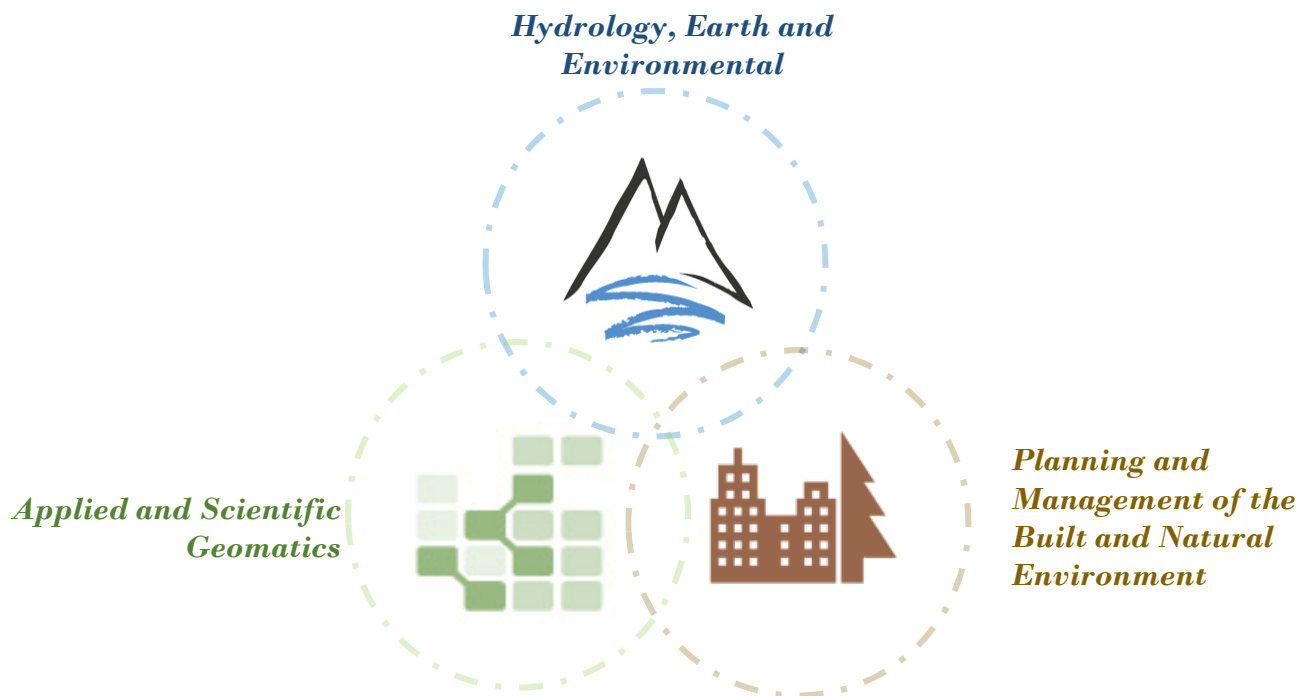 Hydrology, Earth and
Environmental
Applied and Scientific
Geomatics
Planning and
Management of the
Built and Natural
Environment